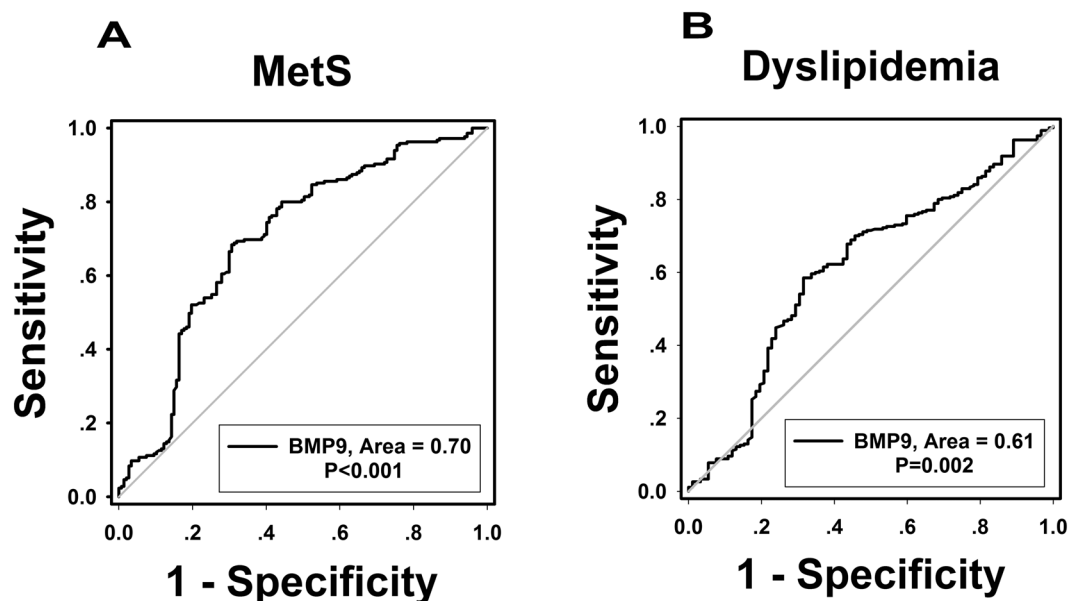 A
MetS
Sensitivity
1.0
.8
.6
.4
.2
0.0
BMP9, Area = 0.70
P<0.001
0.0
.2
.4
.6
.8
1.0
1 - Specificity
B
Dyslipidemia
Sensitivity
1.0
.8
.6
.4
.2
0.0
BMP9, Area = 0.61
P=0.002
0.0
.2
.4
.6
.8
1.0
1 - Specificity